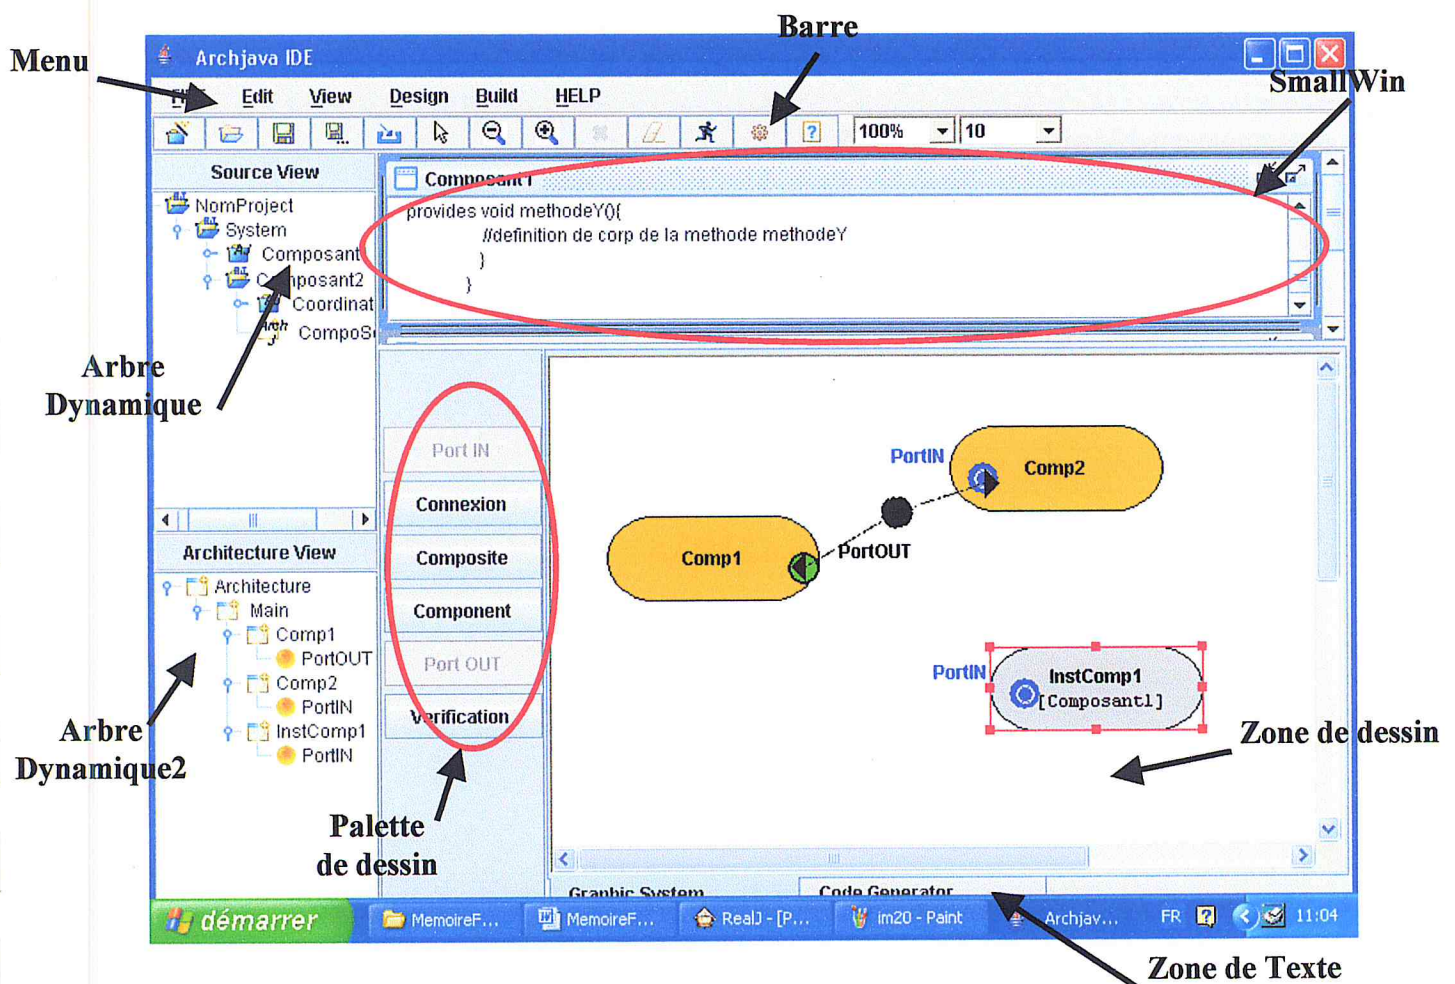 Barre
Menu
SmallWin
Archjava IDE
Edit View Design Build HELP
100% 10
Source View
NomProject
System
Composant
Composant2
Coordinat
Arch
J
Composant1
provides void methodeY(){
//definition de corp de la methode methodeY
}
}
Arbre
Dynamique
Port IN
Connexion
Composite
Component
Port OUT
Verification
PortIN
Comp2
Comp1
PortOUT
PortIN
InstComp1
[Composant1]
Architecture View
Architecture
Main
Comp1
PortOUT
Comp2
PortIN
InstComp1
PortIN
Arbre
Dynamique2
Zone de dessin
Palette
de dessin
Graphic System
Code Generator
démarrer
MemoireF...
MemoireF...
RealJ - [P...
im20 - Paint
Archjav...
FR
11:04
Zone de Texte